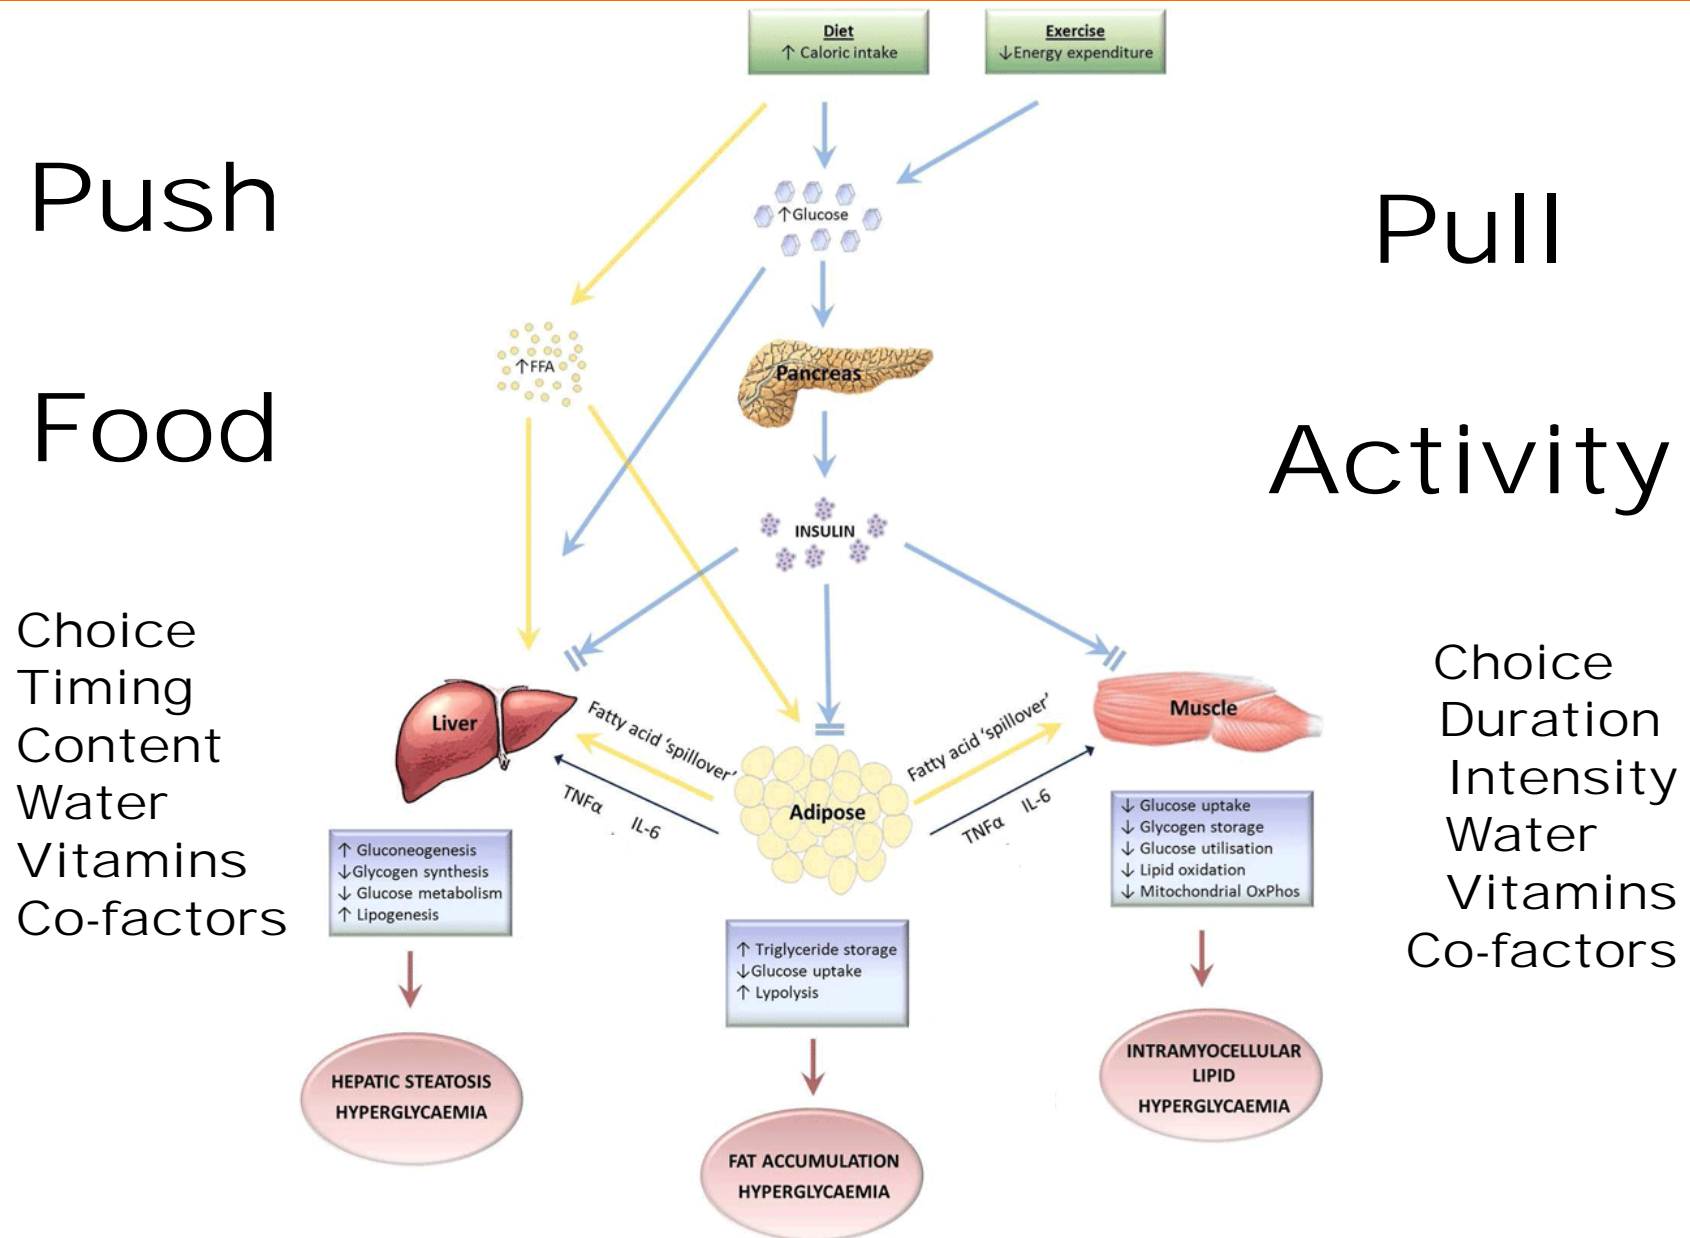 Diet
↑ Caloric intake
Exercise
↓Energy expenditure
Push
Pull
↑Glucose
↑FFA
Pancreas
Food
Activity
INSULIN
Choice
Timing
Content
Water
Vitamins
Co-factors
Choice
Duration
Intensity
Water
Vitamins
Co-factors
Liver
Fatty acid 'spillover'
TNFα IL-6
Adipose
Fatty acid 'spillover'
TNFα IL-6
Muscle
↑ Gluconeogenesis
↓Glycogen synthesis
↓ Glucose metabolism
↑ Lipogenesis
↑ Triglyceride storage
↓Glucose uptake
↑ Lypolysis
↓ Glucose uptake
↓ Glycogen storage
↓ Glucose utilisation
↓ Lipid oxidation
↓ Mitochondrial OxPhos
HEPATIC STEATOSIS
HYPERGLYCAEMIA
FAT ACCUMULATION
HYPERGLYCAEMIA
INTRAMYOCELLULAR
LIPID
HYPERGLYCAEMIA